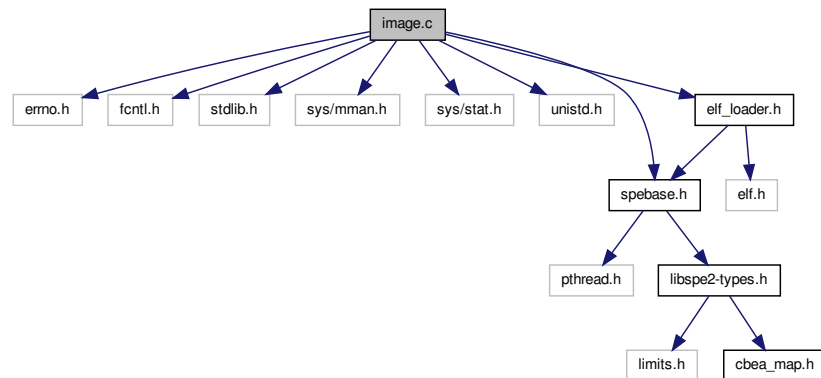 image.c
errno.h
fcntl.h
stdlib.h
sys/mman.h
sys/stat.h
unistd.h
elf_loader.h
spebase.h
elf.h
pthread.h
libspe2-types.h
limits.h
cbea_map.h